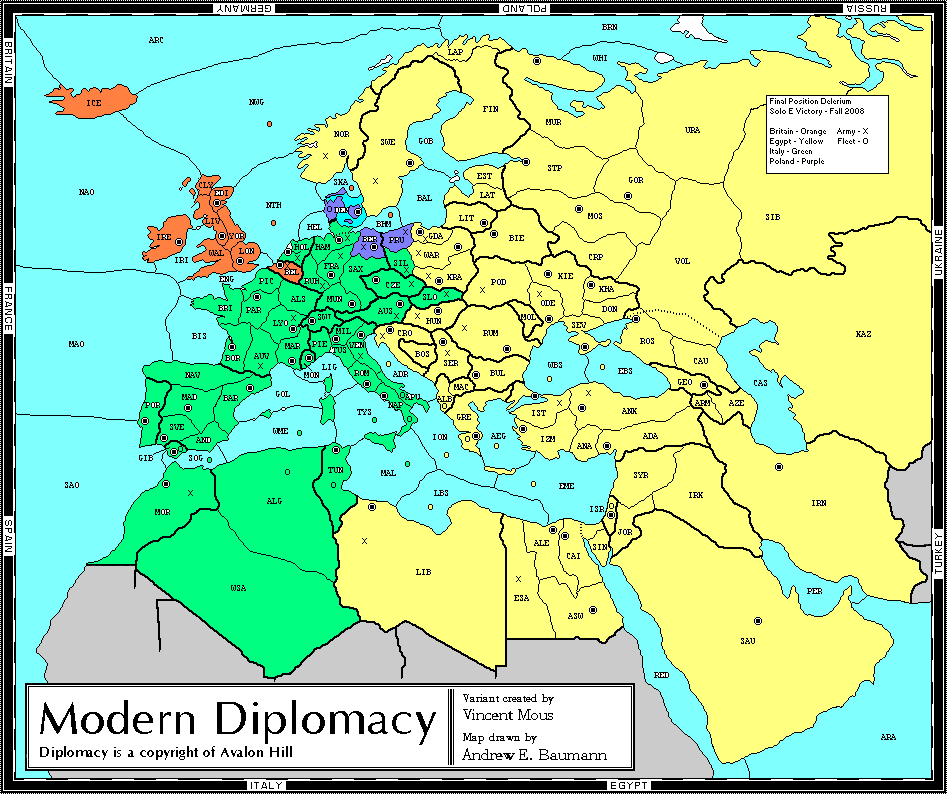 GERMANY
POLAND
RUSSIA
BRITAIN
FRANCE
SPAIN
UKRAINE
TURKEY
ITALY
EGYPT
Final Position Delerium
Solo E Victory - Fall 2008
Britain - Orange Army - X
Egypt - Yellow Fleet - O
Italy - Green
Poland - Purple
ARC
BRN
LAP
WHI
ICE
NWG
FIN
MUR
URA
NOR
SWE
GOB
STP
EST
GOR
SKA
CLY
EDI
NAO
BAL
LAT
SIB
NTH
DEN
LIT
MOS
LIV
HEL
BHM
GDA
BIE
IRE
YOR
HOL
HAM
BER
PRU
WAL
LON
WAR
CRP
VOL
IRI
SAX
SIL
FRA
BEL
ENG
RUH
KRA
POD
KIE
PIC
CZE
KHA
ALS
MUN
SLO
ODE
BRI
PAR
AUS
HUN
MOL
DON
LYO
SWI
SEV
MIL
CRO
RUM
KAZ
BIS
MAR
PIE
VEN
TUS
ROS
MAO
BOR
AUV
BOS
SER
CAU
NAV
MON
LIG
ROM
ADR
BUL
WBS
EBS
GEO
CAS
MAC
MAD
BAR
GOL
NAP
APU
ALB
ARM
AZE
POR
TYS
GRE
IST
ANK
SVE
WME
ION
AEG
IZM
ANA
ADA
AND
GIB
SOG
TUN
MAL
SYR
SAO
EME
IRK
IRN
LBS
ALG
MOR
ISR
JOR
ALE
CAI
SIN
LIB
WSA
ESA
ASW
PER
SAU
RED
ARA
Modern Diplomacy
Diplomacy is a copyright of Avalon Hill
Variant created by
Vincent Mous
Map drawn by
Andrew E. Baumann